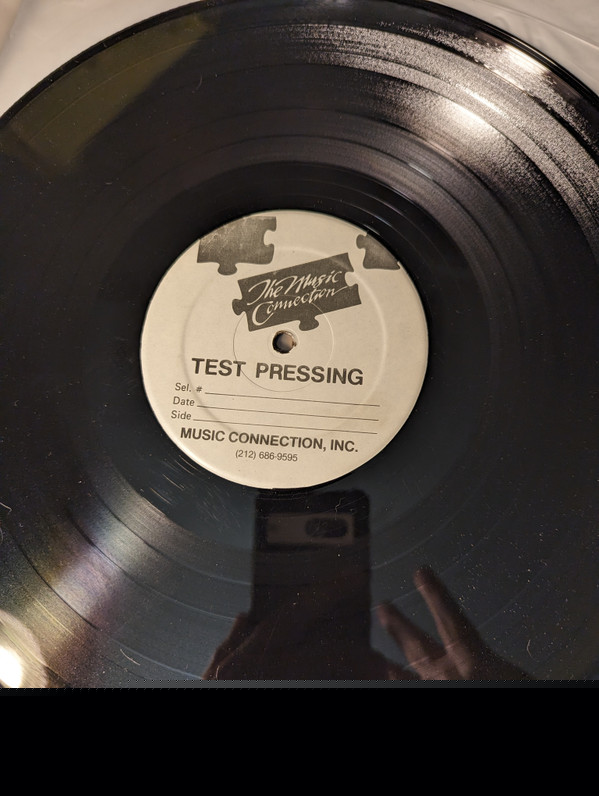 The Music
Connection
TEST PRESSING
Sel. #
Date
Side
MUSIC CONNECTION, INC.
(212) 686-9595